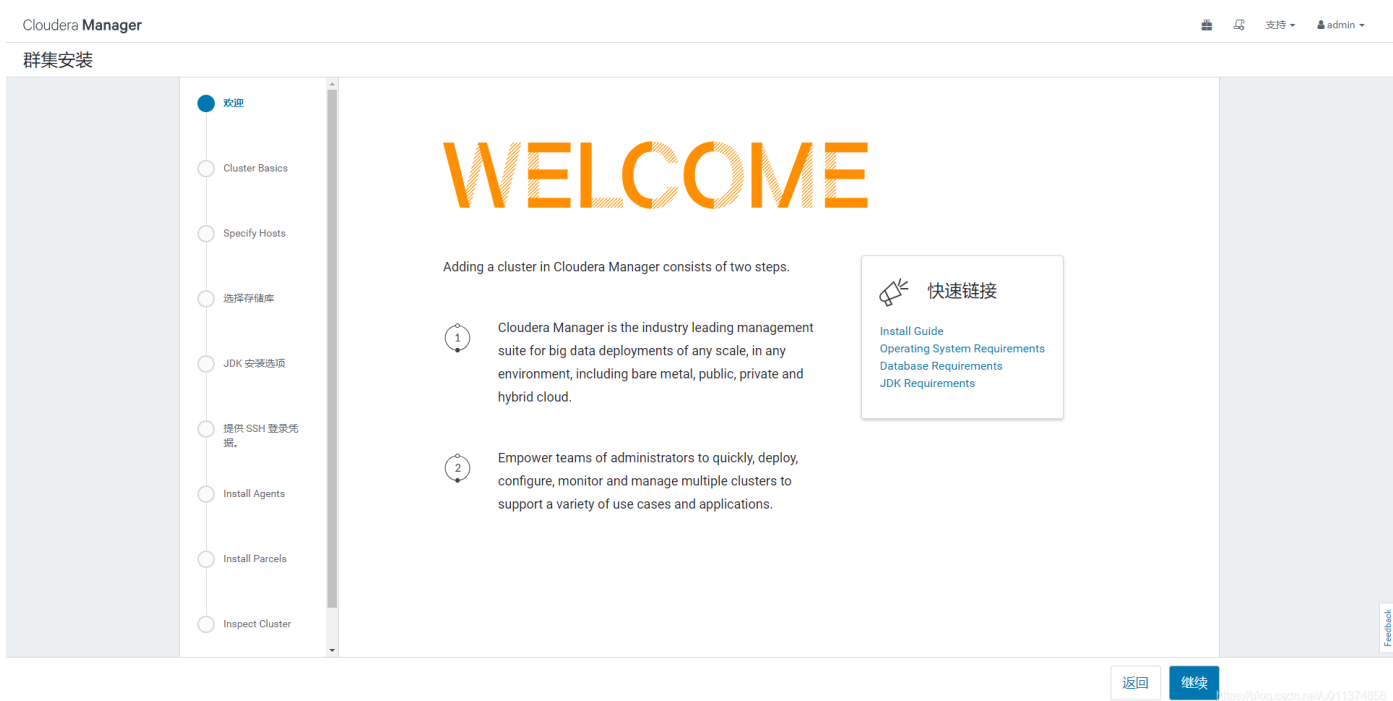 Cloudera Manager
支持
admin
群集安装
欢迎
Cluster Basics
Specify Hosts
选择存储库
JDK 安装选项
提供 SSH 登录凭
据。
Install Agents
Install Parcels
Inspect Cluster
WELCOME
Adding a cluster in Cloudera Manager consists of two steps.
1
Cloudera Manager is the industry leading management
suite for big data deployments of any scale, in any
environment, including bare metal, public, private and
hybrid cloud.
2
Empower teams of administrators to quickly, deploy,
configure, monitor and manage multiple clusters to
support a variety of use cases and applications.
快速链接
Install Guide
Operating System Requirements
Database Requirements
JDK Requirements
Feedback
返回
继续
https://blog.csdn.net/u011374856